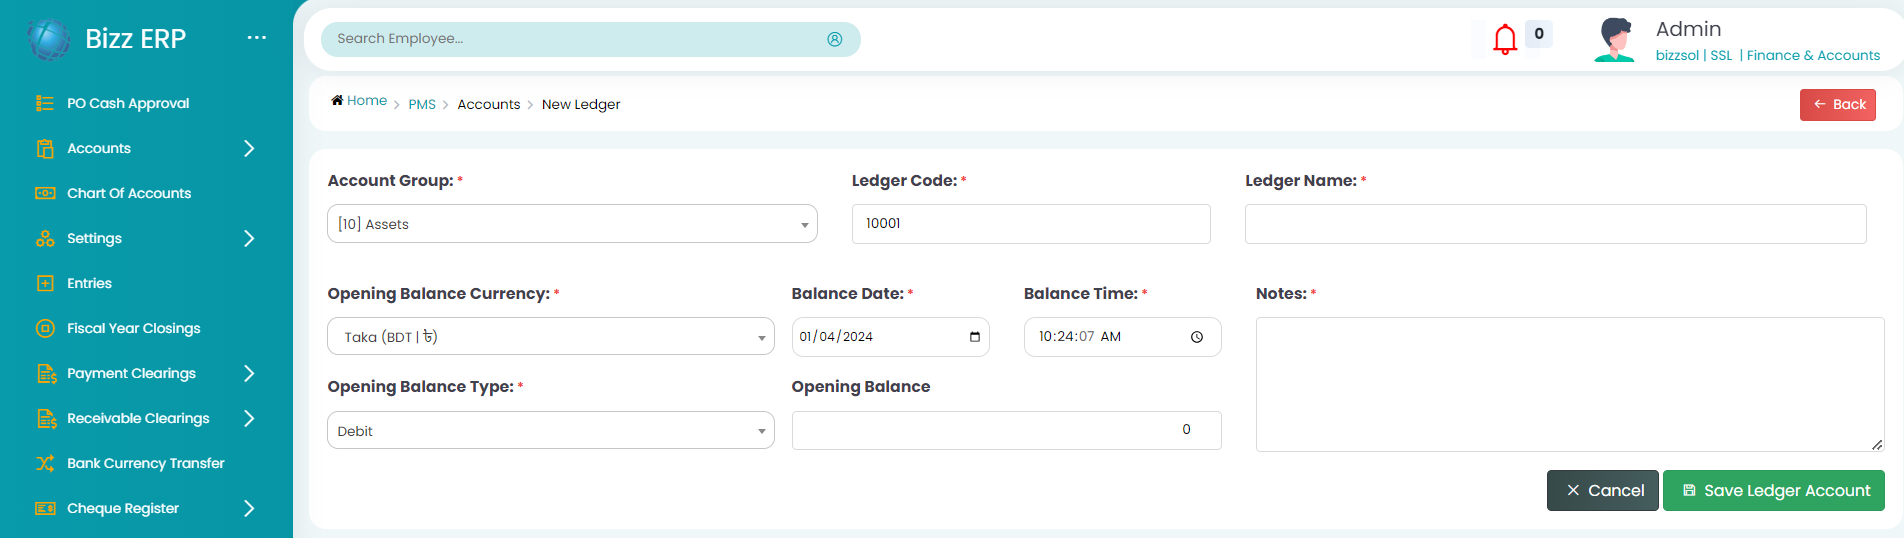 Bizz ERP ...
PO Cash Approval
Accounts
Chart Of Accounts
Settings
Entries
Fiscal Year Closings
Payment Clearings
Receivable Clearings
Bank Currency Transfer
Cheque Register
Search Employee...
0
Admin
bizzsol | SSL | Finance & Accounts
Home > PMS > Accounts > New Ledger
← Back
Account Group: * Ledger Code: * Ledger Name: *
[10] Assets 10001
Opening Balance Currency: * Balance Date: * Balance Time: * Notes: *
Taka (BDT | ৳) 01/04/2024 10:24:07 AM
Opening Balance Type: * Opening Balance
Debit 0
× Cancel Save Ledger Account